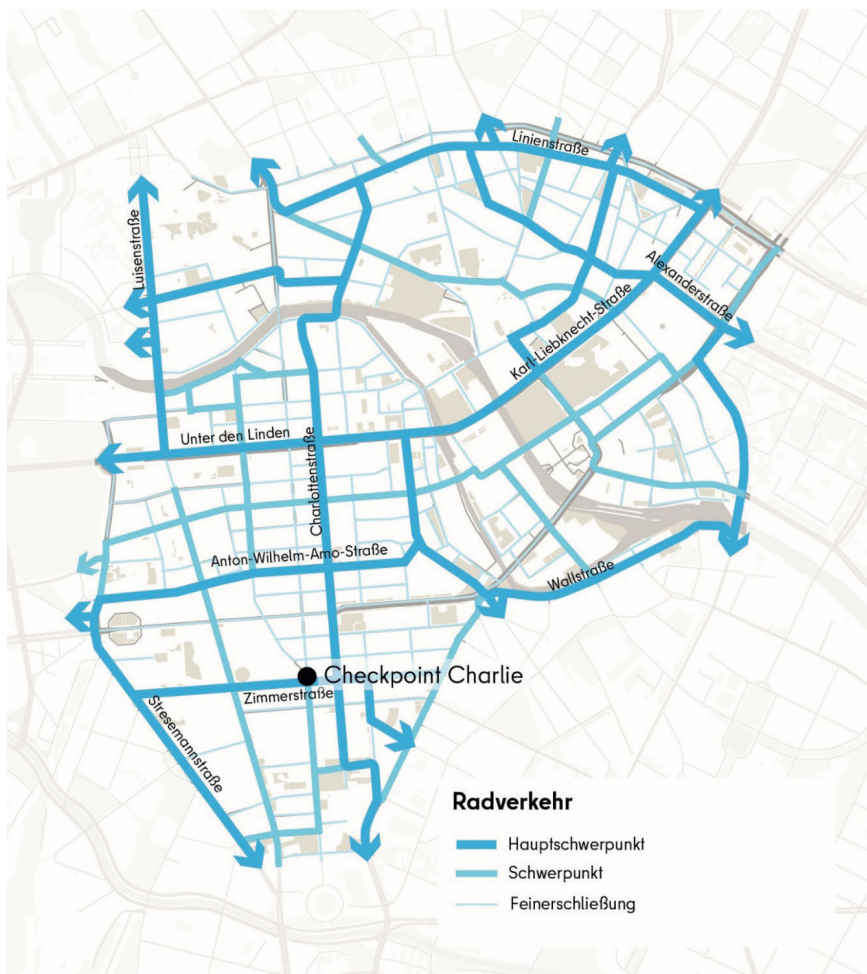 Linienstraße
Luisenstraße
Alexanderstraße
Karl-Liebknecht-Straße
Unter den Linden
Charlottenstraße
Anton-Wilhelm-Amo-Straße
Wallstraße
Checkpoint Charlie
Zimmerstraße
Stresemannstraße
Radverkehr
Hauptschwerpunkt
Schwerpunkt
Feinerschließung